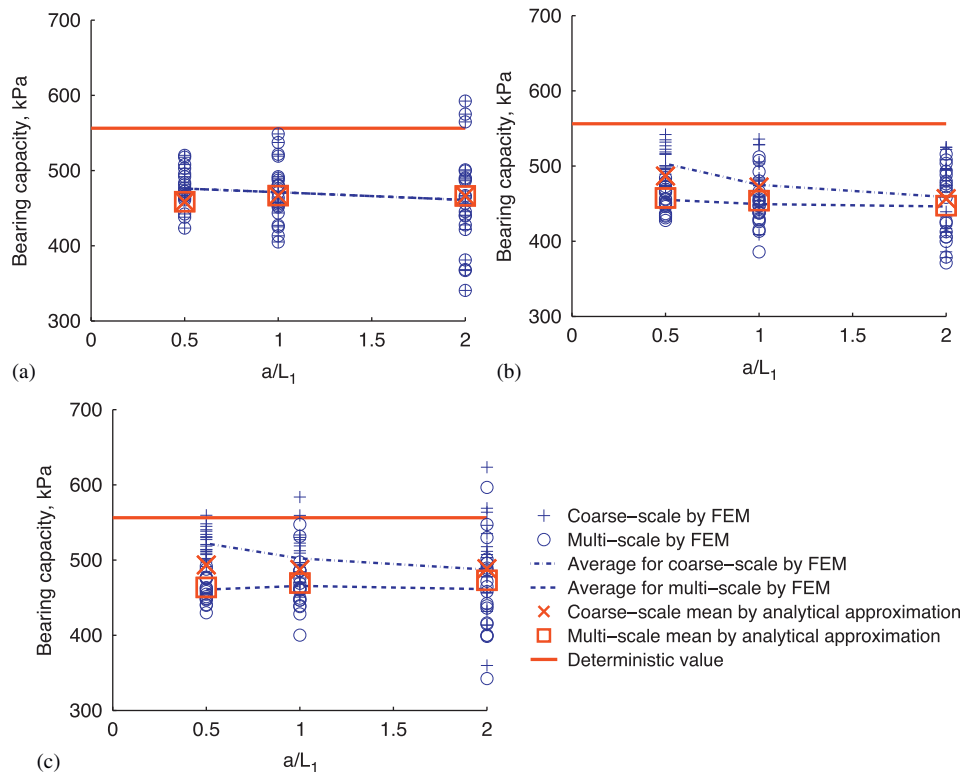 700
600
500
400
300
Bearing capacity, kPa
0
0.5
1
1.5
2
a/L₁
(a)
700
600
500
400
300
Bearing capacity, kPa
0
0.5
1
1.5
2
a/L₁
(b)
700
600
500
400
300
Bearing capacity, kPa
0
0.5
1
1.5
2
a/L₁
(c)
Coarse−scale by FEM
Multi−scale by FEM
Average for coarse−scale by FEM
Average for multi−scale by FEM
Coarse−scale mean by analytical approximation
Multi−scale mean by analytical approximation
Deterministic value